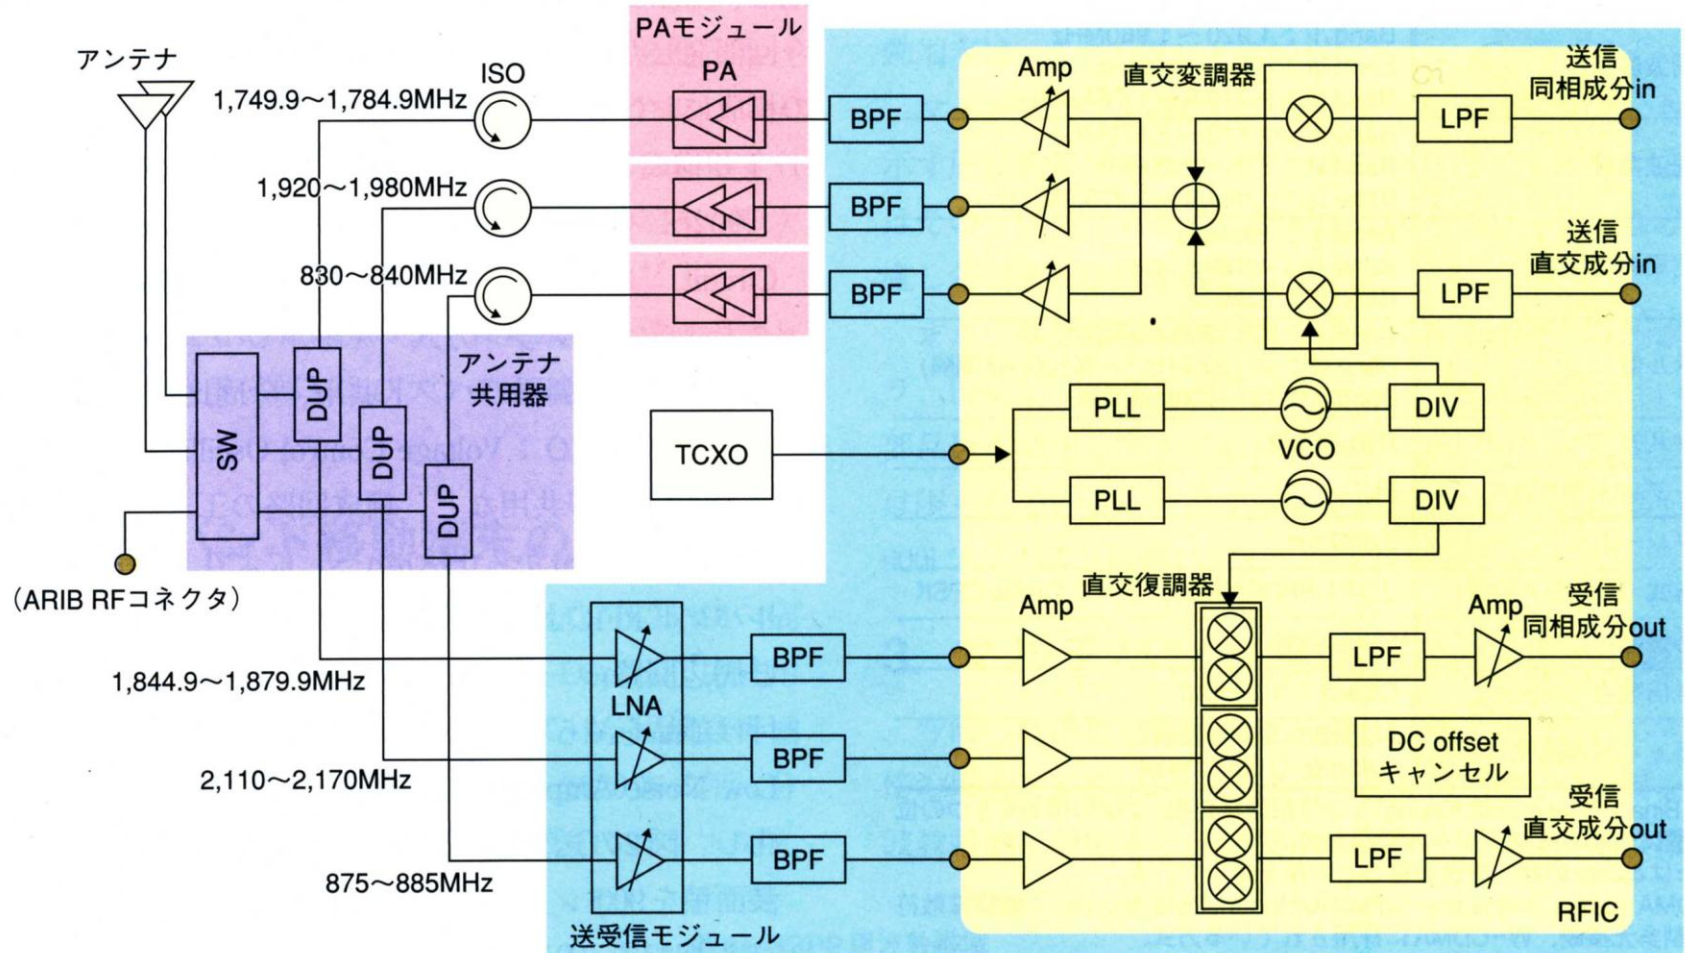 PAモジュール
アンテナ
ISO
PA
Amp
直交変調器
送信
同相成分in
1,749.9～1,784.9MHz
BPF
LPF
1,920～1,980MHz
BPF
送信
直交成分in
830～840MHz
BPF
LPF
アンテナ
共用器
DUP
DUP
DUP
SW
TCXO
PLL
DIV
VCO
PLL
DIV
（ARIB RFコネクタ）
直交復調器
Amp
Amp
受信
同相成分out
BPF
LPF
1,844.9～1,879.9MHz
LNA
2,110～2,170MHz
BPF
DC offset
キャンセル
受信
直交成分out
875～885MHz
BPF
LPF
RFIC
送受信モジュール